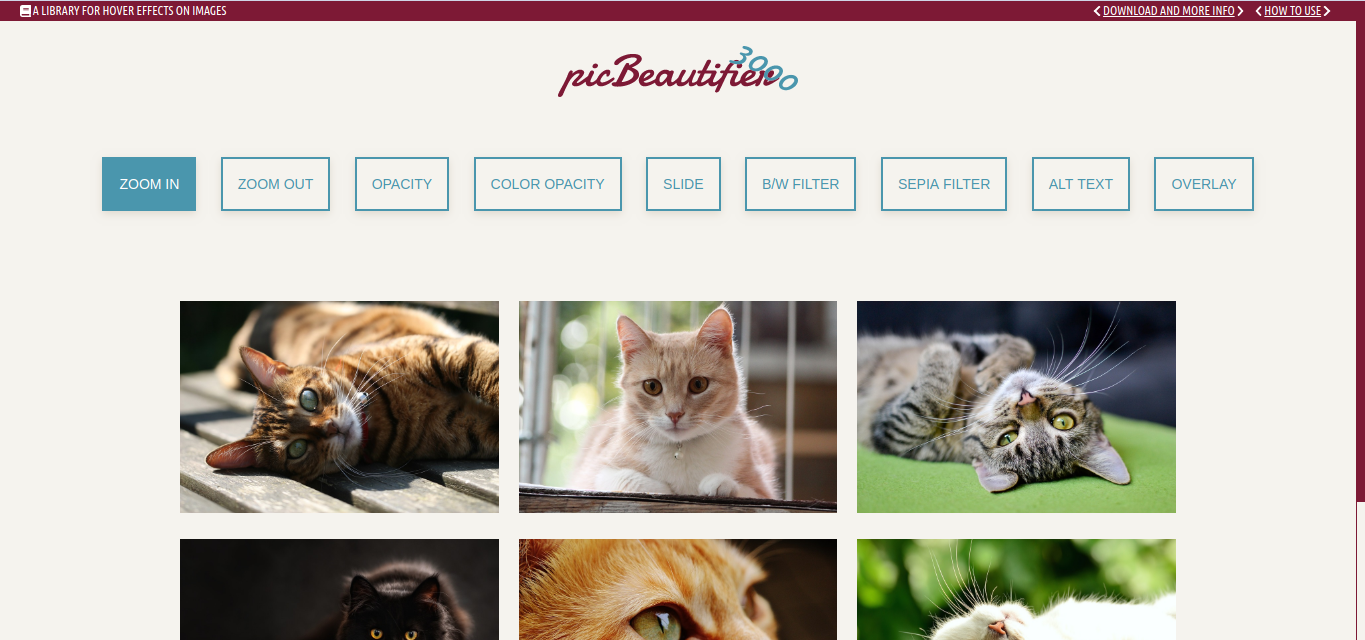 A LIBRARY FOR HOVER EFFECTS ON IMAGES
DOWNLOAD AND MORE INFO HOW TO USE
picBeautifier 3000
ZOOM IN ZOOM OUT OPACITY COLOR OPACITY SLIDE B/W FILTER SEPIA FILTER ALT TEXT OVERLAY